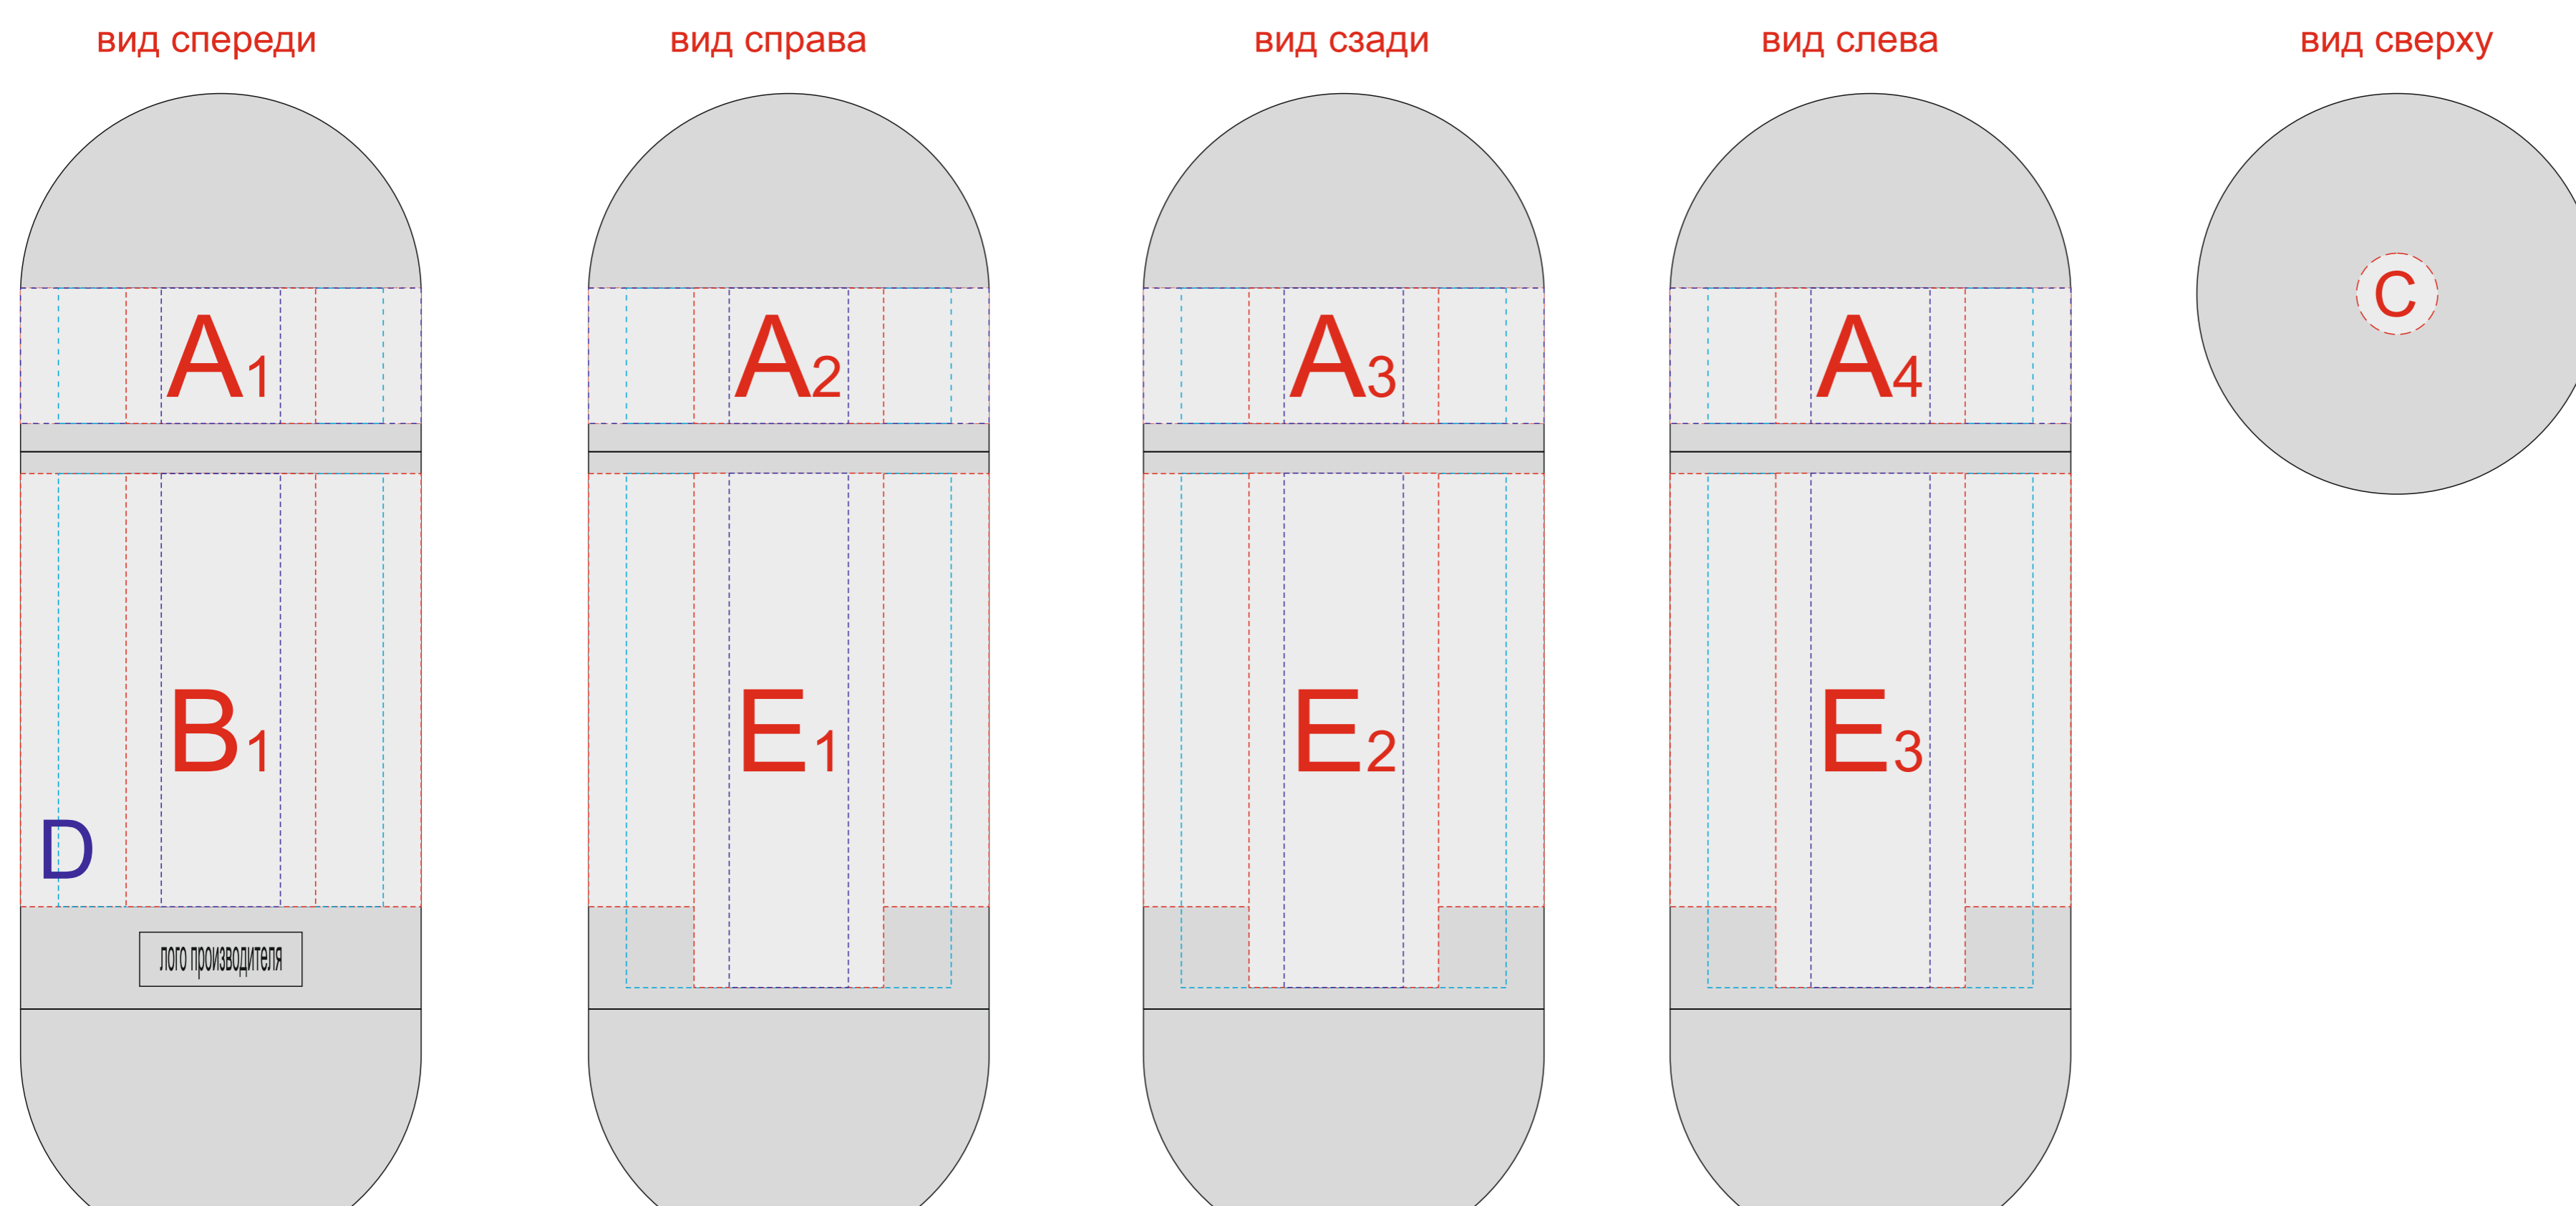 вид спереди
вид справа
вид сзади
вид слева
вид сверху
A1
A2
A3
A4
C
B1
E1
E2
E3
D
лого производителя